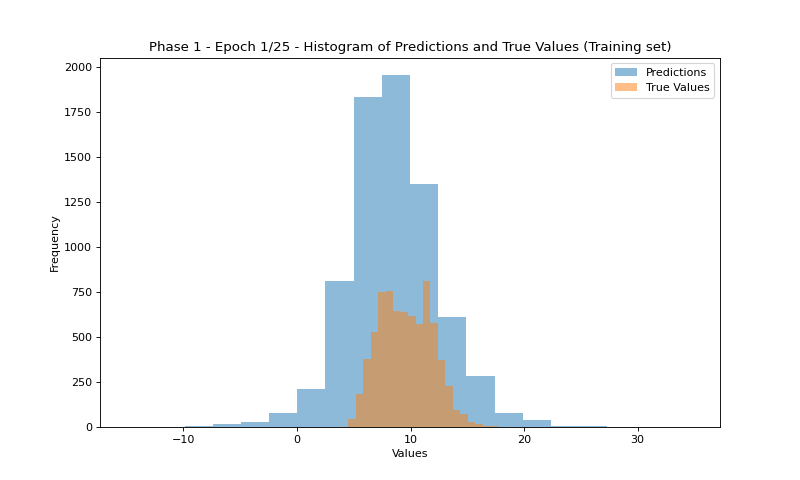 Phase 1 - Epoch 1/25 - Histogram of Predictions and True Values (Training set)
Predictions
True Values
Frequency
2000
1750
1500
1250
1000
750
500
250
0
−10
0
10
20
30
Values